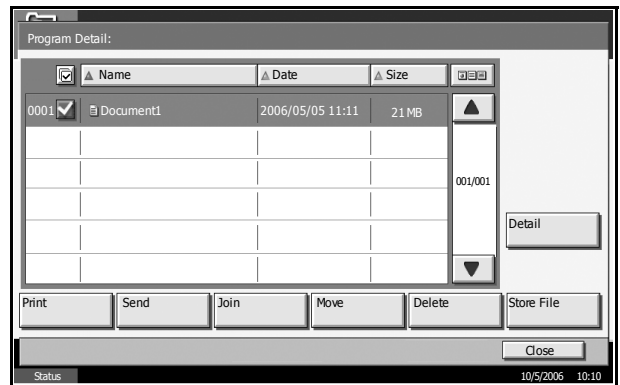 Program Detail:
Name Date Size
0001 Document1 2006/05/05 11:11 21 MB
001/001
Detail
Print Send Join Move Delete Store File
Close
Status 10/5/2006 10:10